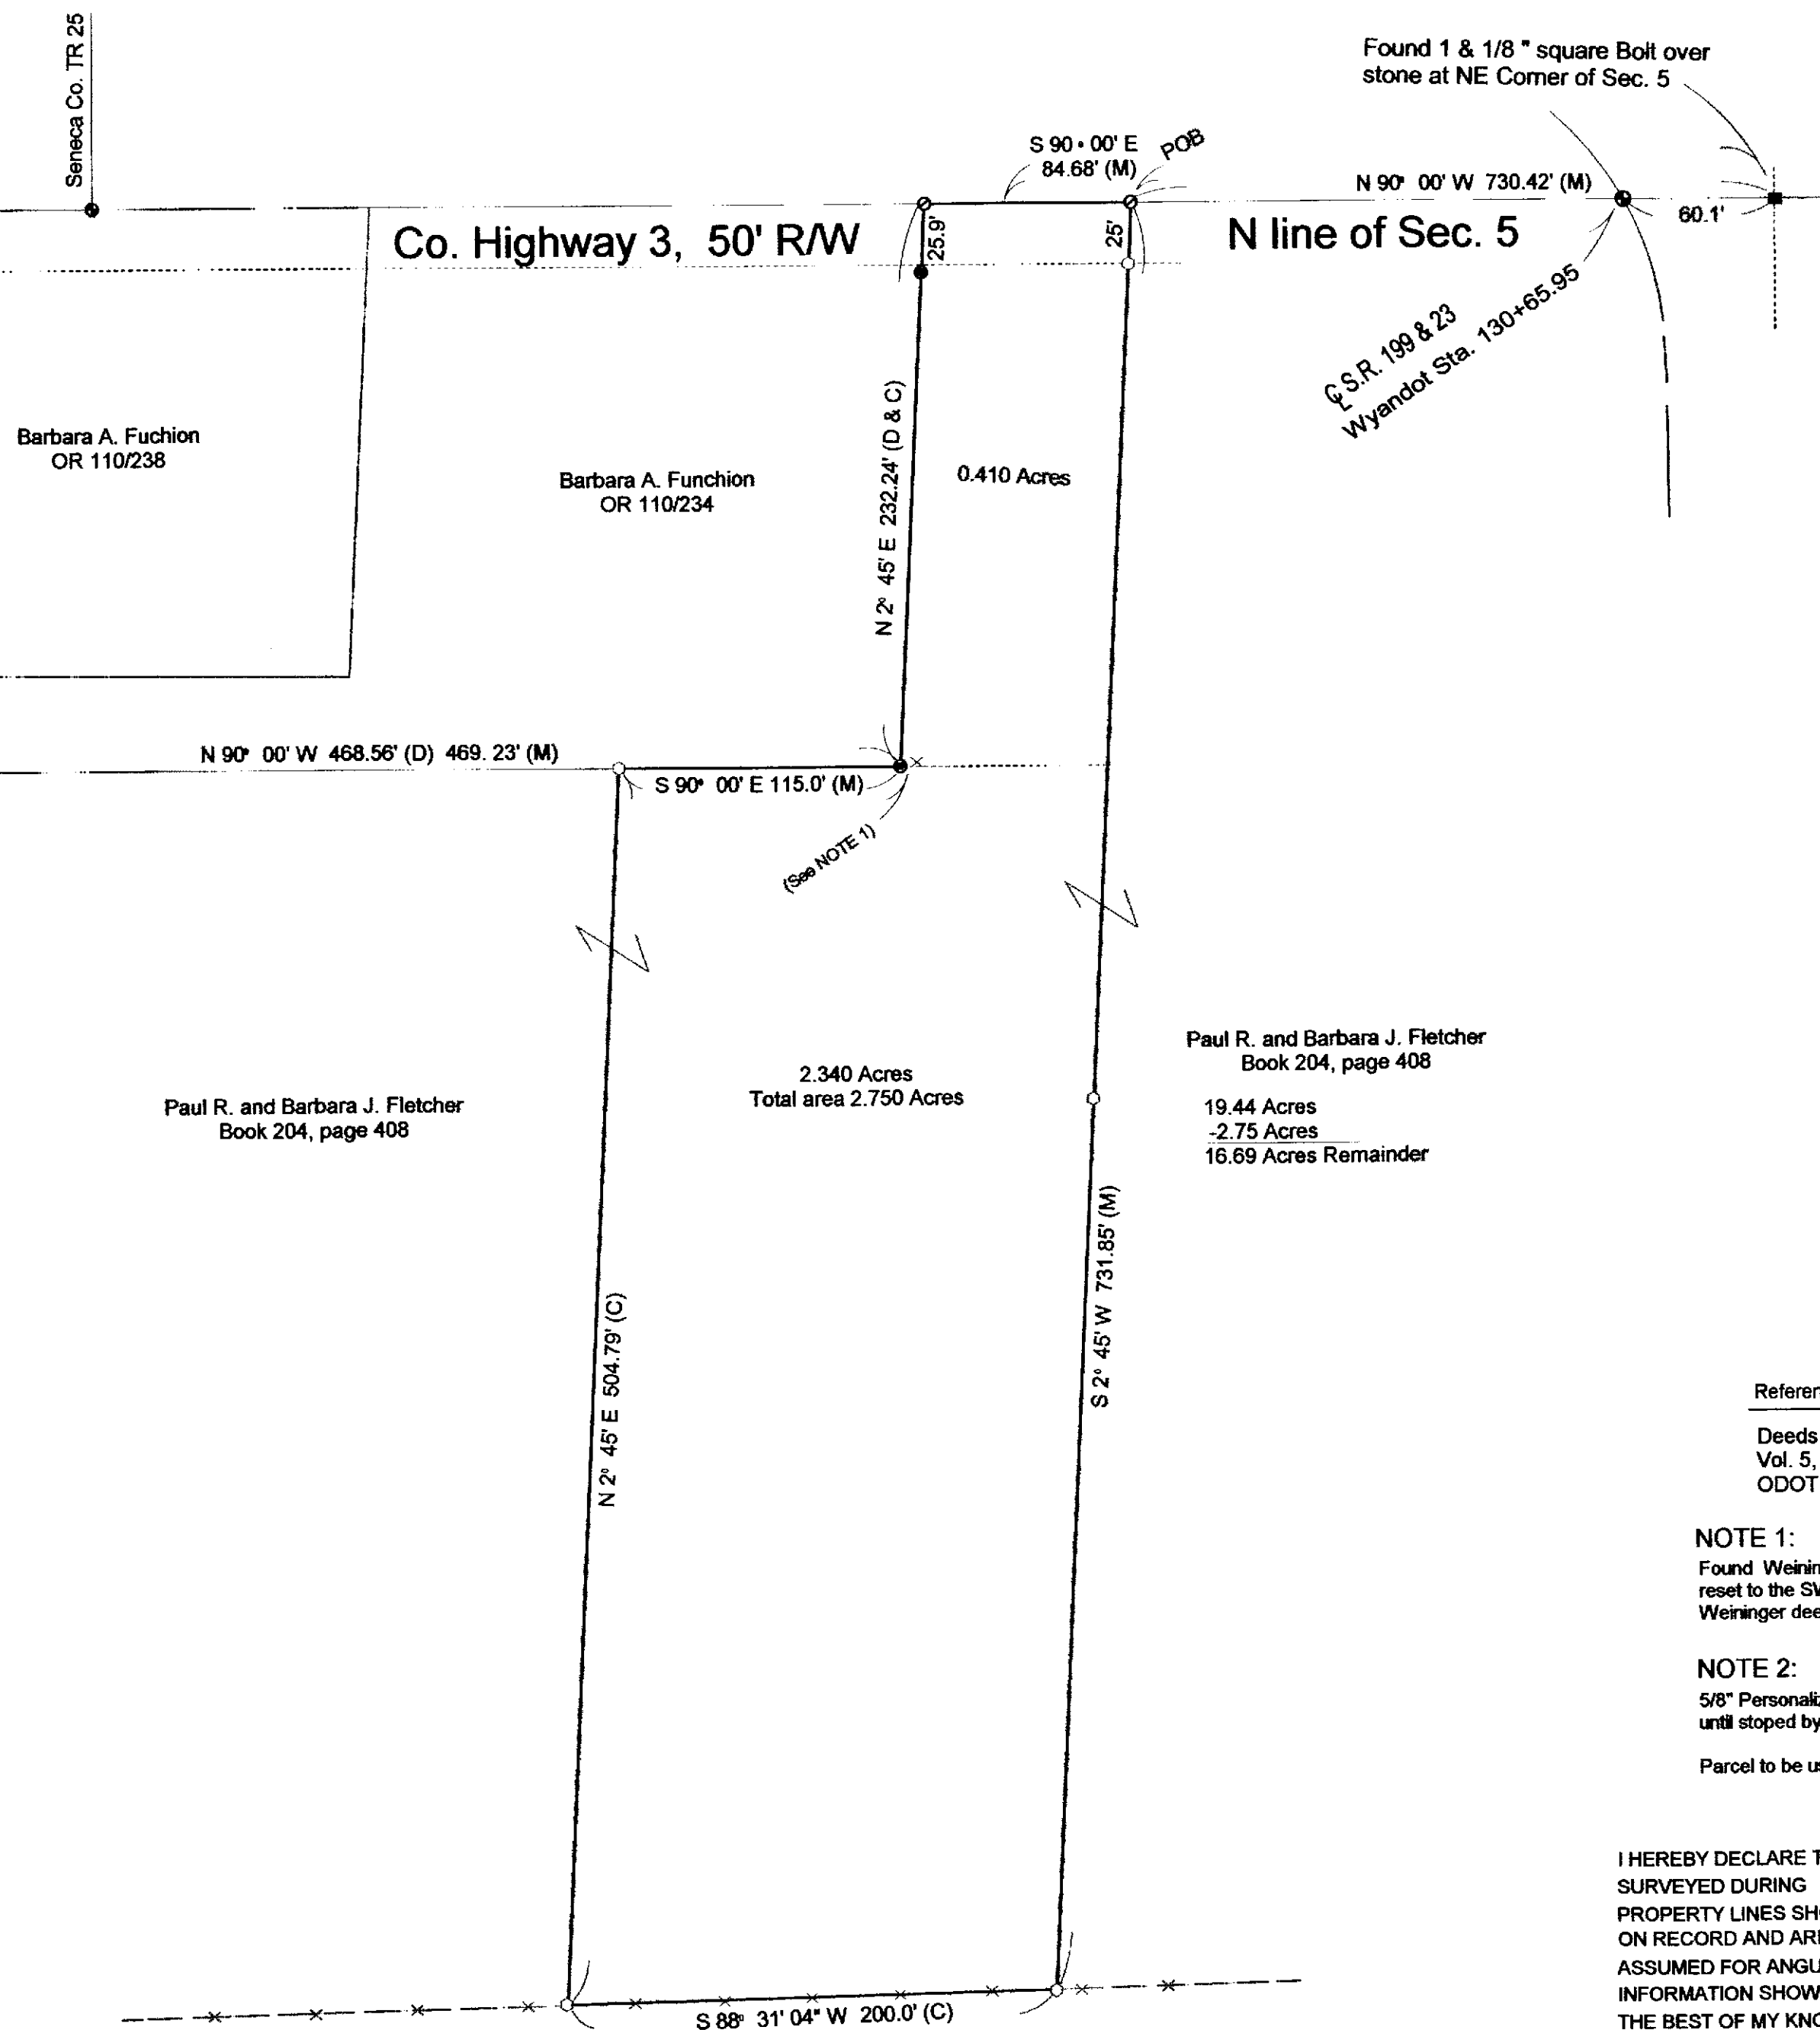 Seneca Co. TR 25
Found 1 & 1/8 " square Bolt over
stone at NE Corner of Sec. 5
S 90• 00' E
84.68' (M)
POB
N 90° 00' W 730.42' (M)
60.1'
Co. Highway 3, 50' R/W
25.9'
25'
N line of Sec. 5
℄ S.R. 199 & 23
Wyandot Sta. 130+65.95
Barbara A. Fuchion
OR 110/238
Barbara A. Funchion
OR 110/234
N 2° 45' E 232.24' (D & C)
0.410 Acres
N 90° 00' W 468.56' (D) 469. 23' (M)
S 90° 00' E 115.0' (M)
(See NOTE 1)
Paul R. and Barbara J. Fletcher
Book 204, page 408
2.340 Acres
Total area 2.750 Acres
Paul R. and Barbara J. Fletcher
Book 204, page 408
19.44 Acres
-2.75 Acres
16.69 Acres Remainder
N 2° 45' E 504.79' (C)
S 2° 45' W 731.85' (M)
Deeds
Vol. 5,
ODOT
NOTE 1:
Found
reset to the
Weininger
NOTE 2:
5/8"
until stoped by
Parcel to be
I HEREBY DECLARE
SURVEYED DURING
PROPERTY LINES
ON RECORD AND
ASSUMED FOR
INFORMATION
THE BEST OF MY
S 88° 31' 04" W 200.0' (C)